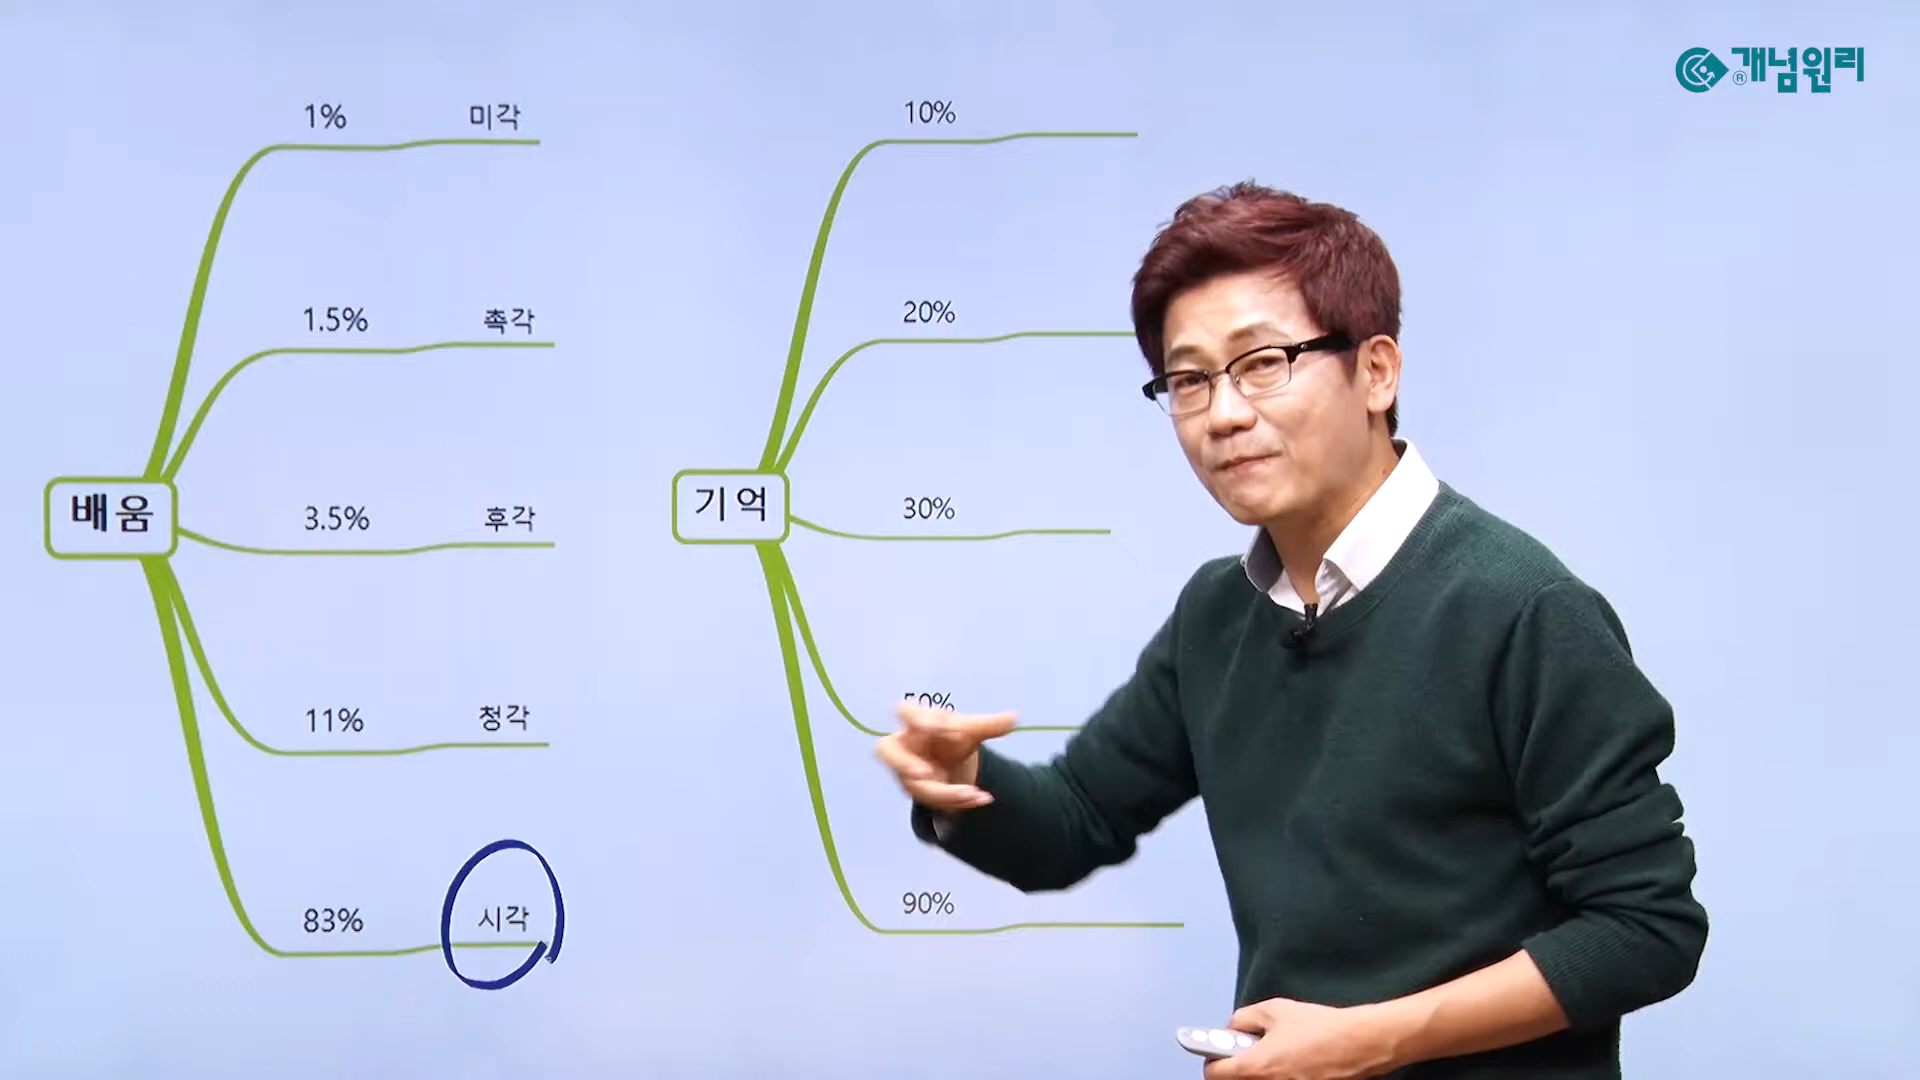 개념원리
®
배움
1% 미각
1.5% 촉각
3.5% 후각
11% 청각
83% 시각
기억
10%
20%
30%
50%
90%